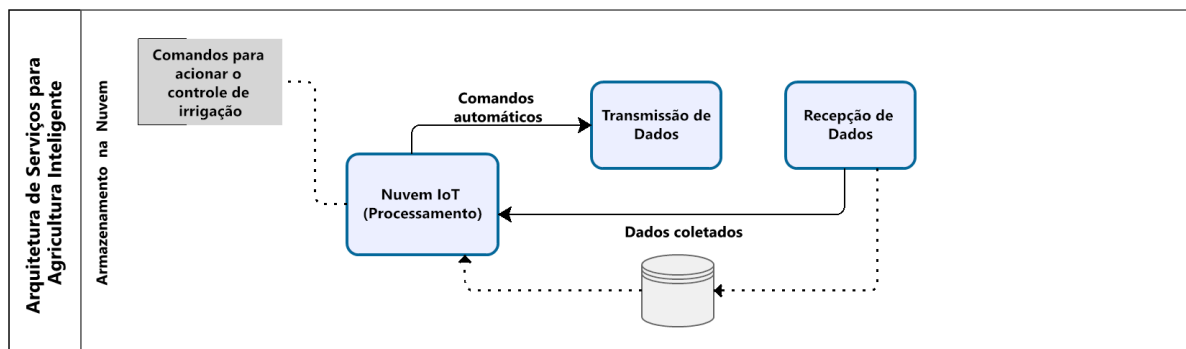 Arquitetura de Serviços para
Agricultura Inteligente
Armazenamento na Nuvem
Comandos para
acionar o
controle de
irrigação
Comandos
automáticos
Transmissão de
Dados
Recepção de
Dados
Nuvem IoT
(Processamento)
Dados coletados